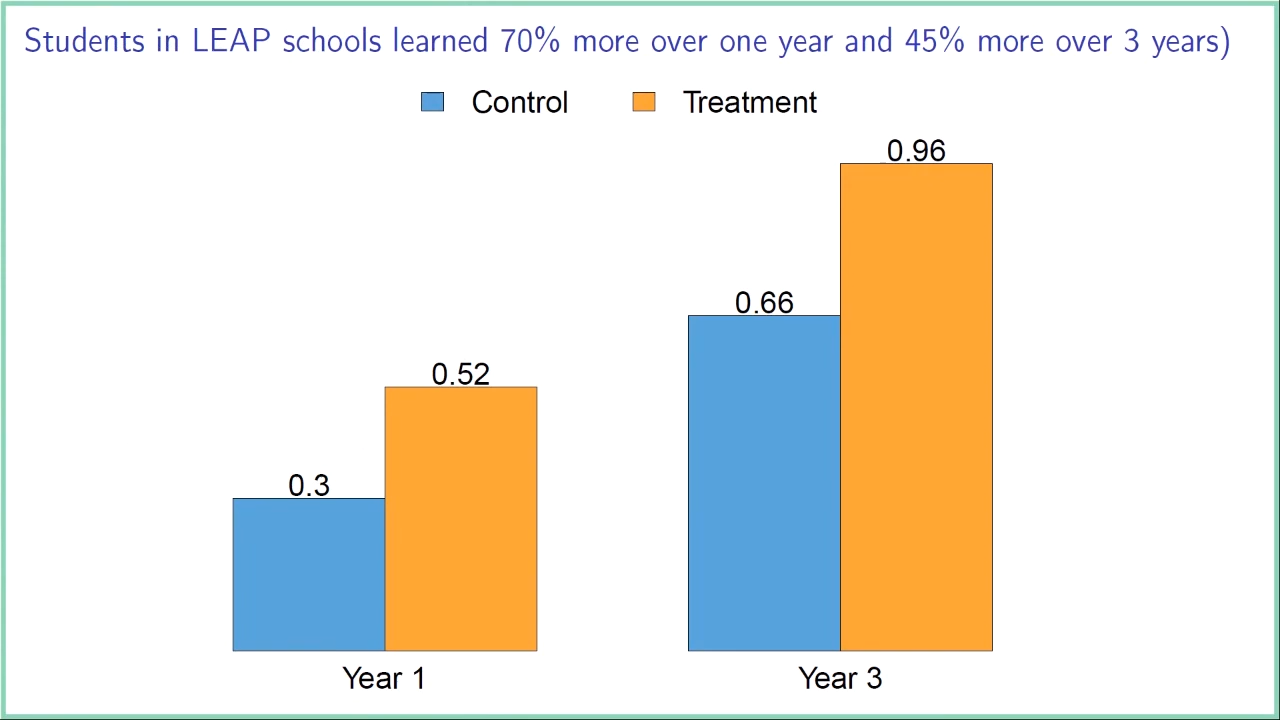 Students in LEAP schools learned 70% more over one year and 45% more over 3 years)
Control Treatment
0.96
0.66
0.52
0.3
Year 1 Year 3